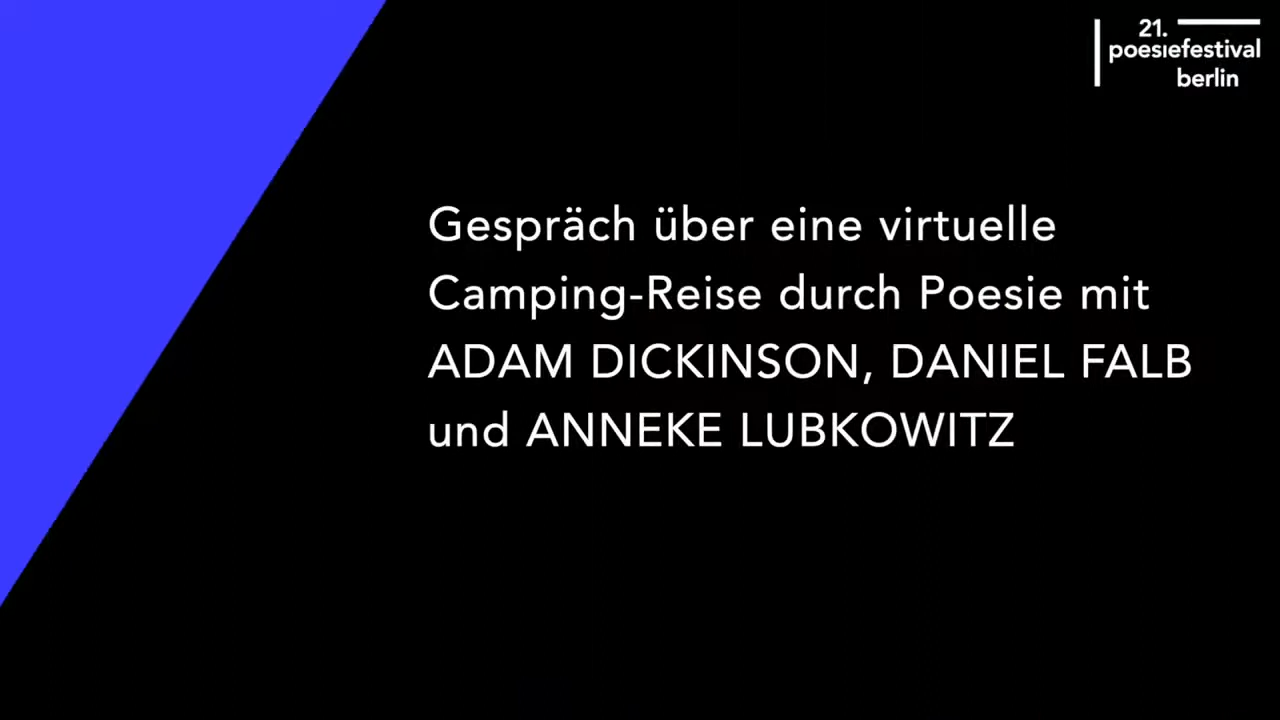 21.
poesiefestival
berlin
Gespräch über eine virtuelle
Camping-Reise durch Poesie mit
ADAM DICKINSON, DANIEL FALB
und ANNEKE LUBKOWITZ